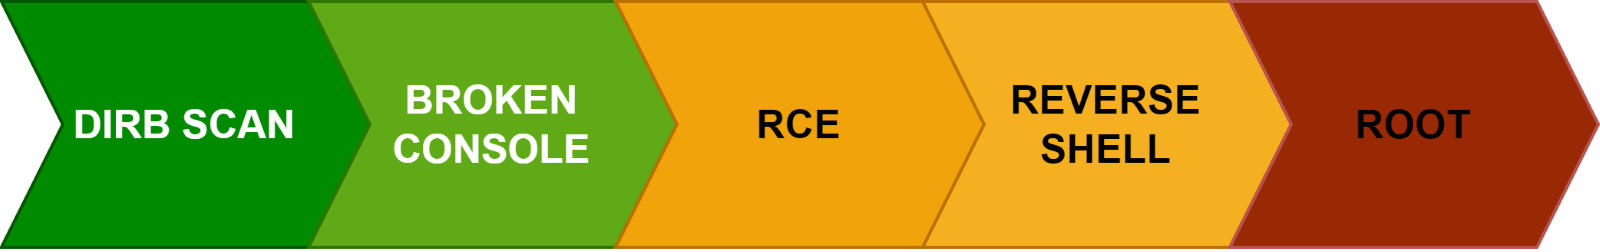 DIRB SCAN
BROKEN
CONSOLE
RCE
REVERSE
SHELL
ROOT